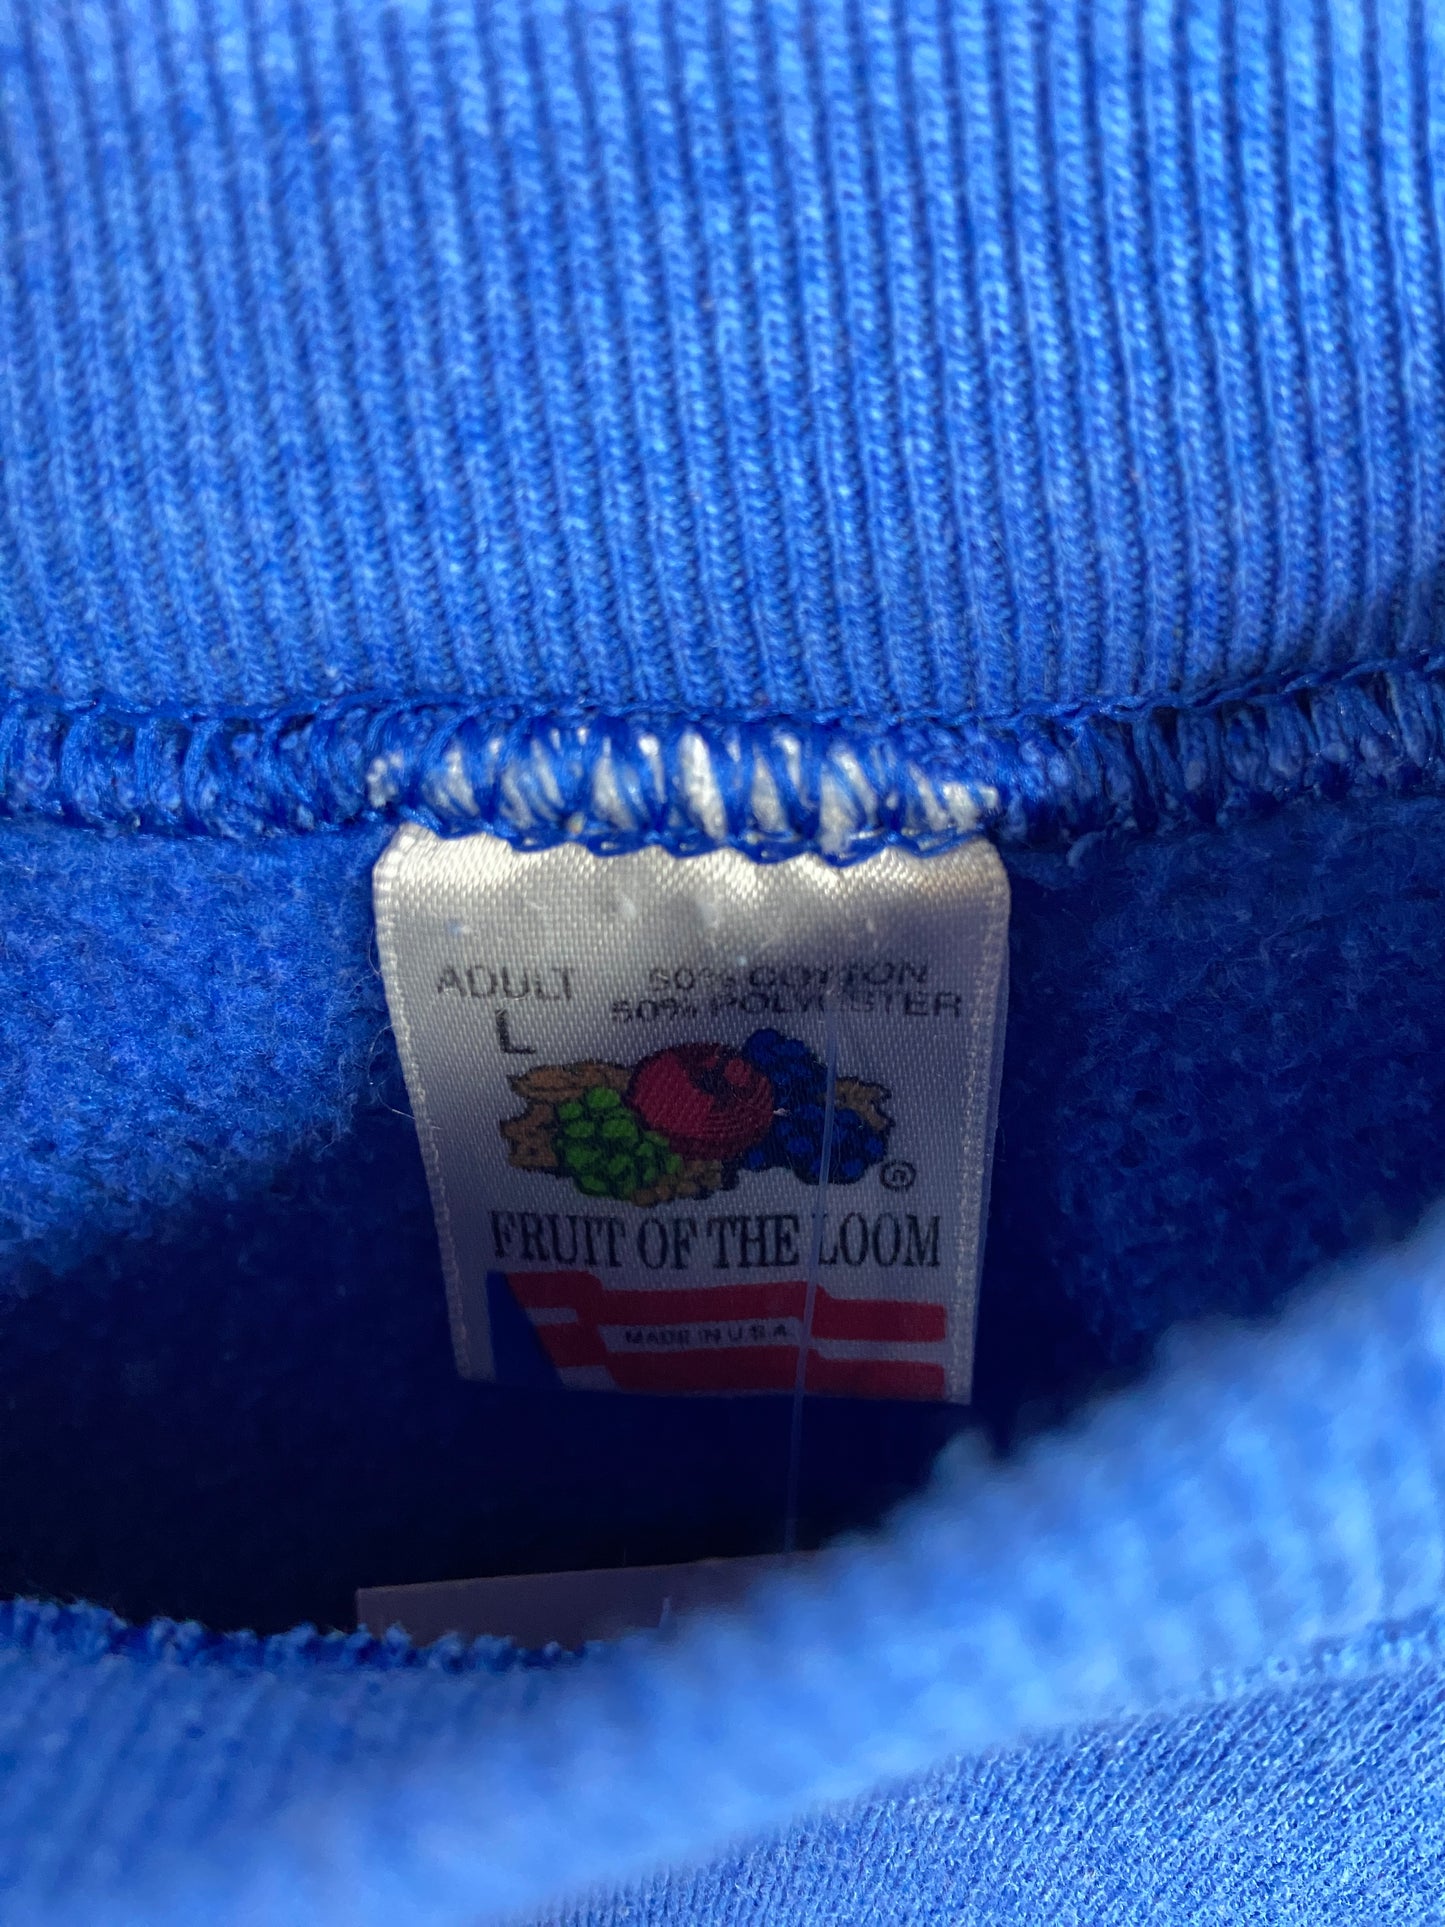 ADULT 50% COTTON
L 50% POLYESTER
®
FRUIT OF THE LOOM
MADE IN U.S.A.